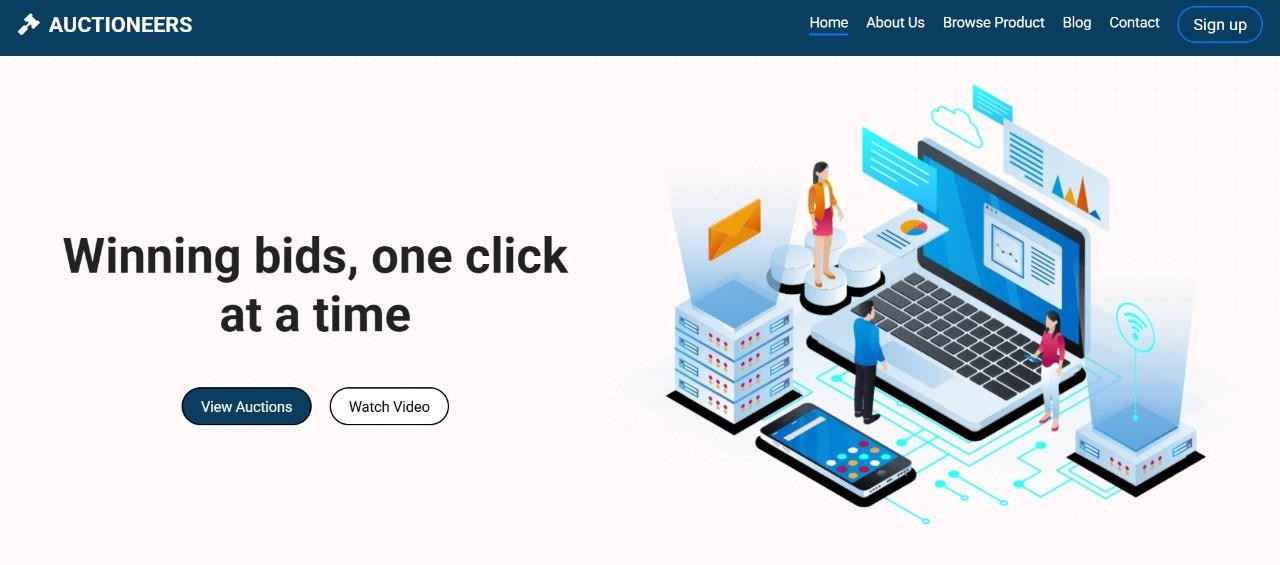 AUCTIONEERS
Home About Us Browse Product Blog Contact Sign up
Winning bids, one click
at a time
View Auctions Watch Video